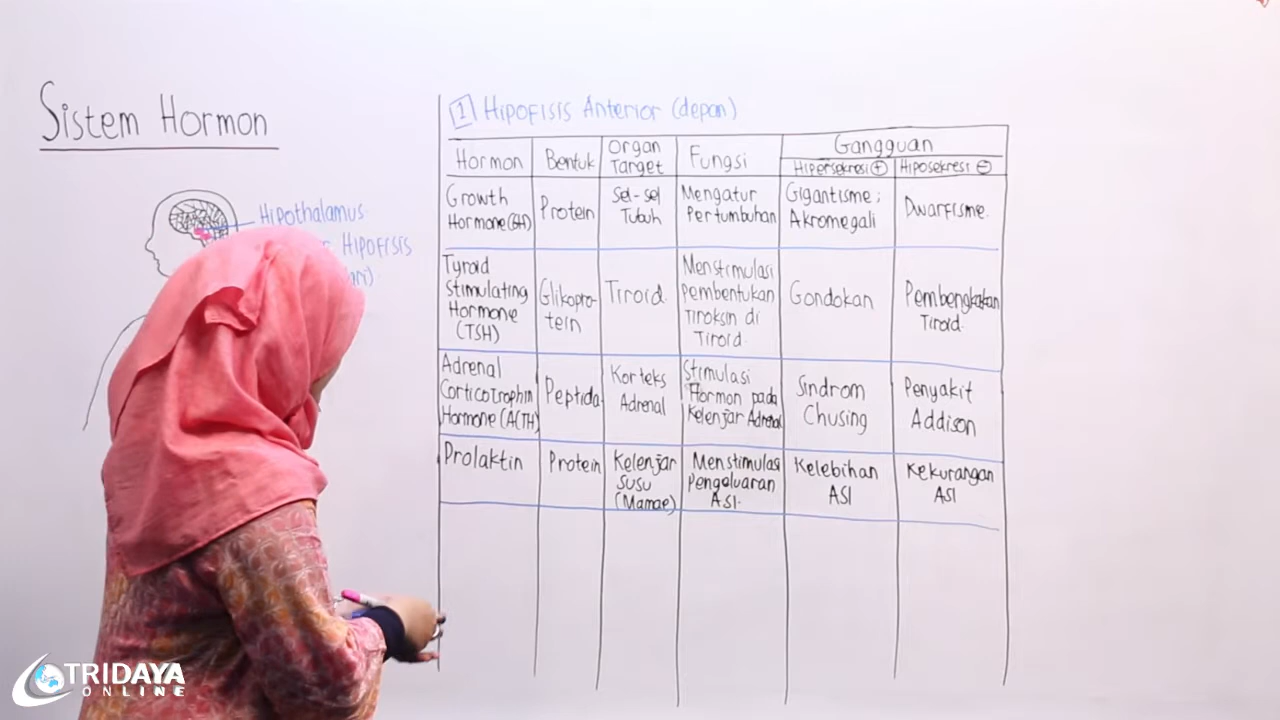 Sistem Hormon
Hipothalamus
Hipofisis
1 Hipofisis Anterior (depan)
Hormon
Bentuk
Organ
Target
Fungsi
Gangguan
Hipersekresi +
Hiposekresi -
Growth
Hormone (GH)
Protein
Sel-sel
Tubuh
Mengatur
Pertumbuhan
Gigantisme;
Akromegali
Dwarfisme.
Tyroid
Stimulating
Hormone
(TSH)
Glikopro-
tein
Tiroid.
Menstimulasi
pembentukan
Tiroksin di
Tiroid.
Gondokan
Pembengkakan
Tiroid.
Adrenal
Corticotrophin
Hormone (ACTH)
Peptida
Korteks
Adrenal
Stimulasi
Hormon pada
Kelenjar Adrenal
Sindrom
Chusing
Penyakit
Addison
Prolaktin
Protein
Kelenjar
Susu
(Mamae)
Menstimulasi
Pengeluaran
ASI.
Kelebihan
ASI
Kekurangan
ASI
TRIDAYA
ONLINE